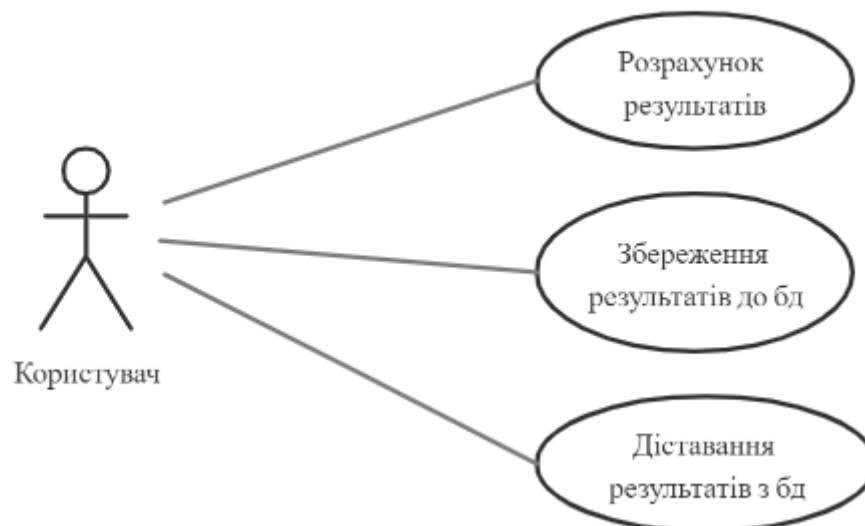 Розрахунок
результатів
Збереження
результатів до бд
Користувач
Діставання
результатів з бд